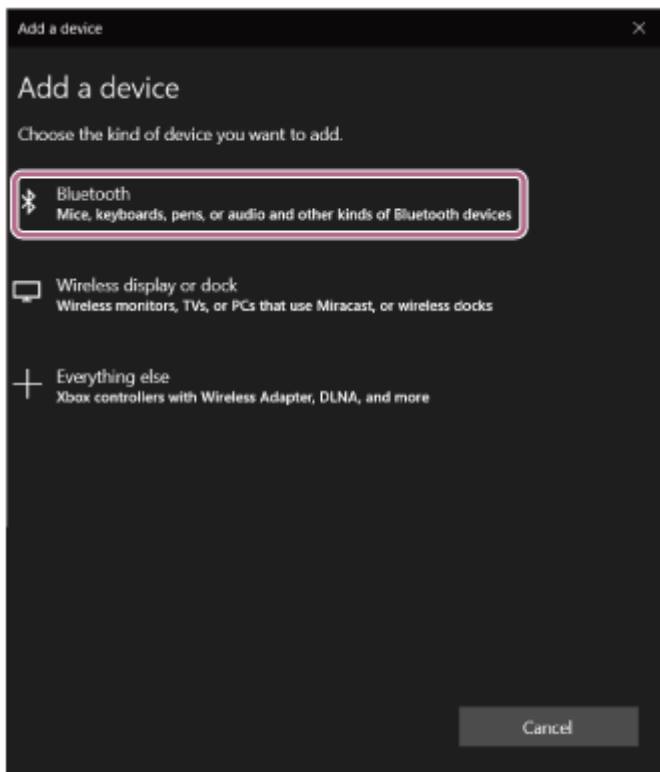 Add a device
Add a device
Choose the kind of device you want to add.
Bluetooth
Mice, keyboards, pens, or audio and other kinds of Bluetooth devices
Wireless display or dock
Wireless monitors, TVs, or PCs that use Miracast, or wireless docks
Everything else
Xbox controllers with Wireless Adapter, DLNA, and more
Cancel